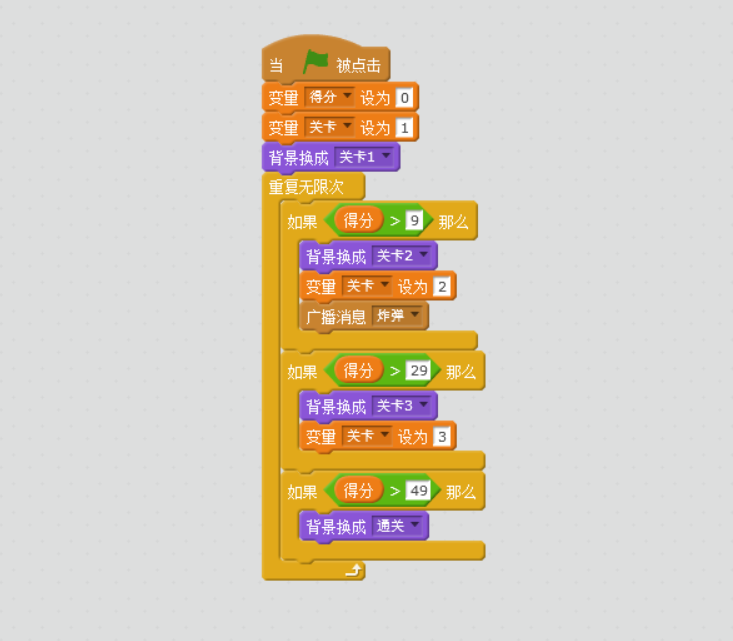 当 被点击
变量 得分 设为 0
变量 关卡 设为 1
背景换成 关卡1
重复无限次
如果 得分 > 9 那么
背景换成 关卡2
变量 关卡 设为 2
广播消息 炸弹
如果 得分 > 29 那么
背景换成 关卡3
变量 关卡 设为 3
如果 得分 > 49 那么
背景换成 通关